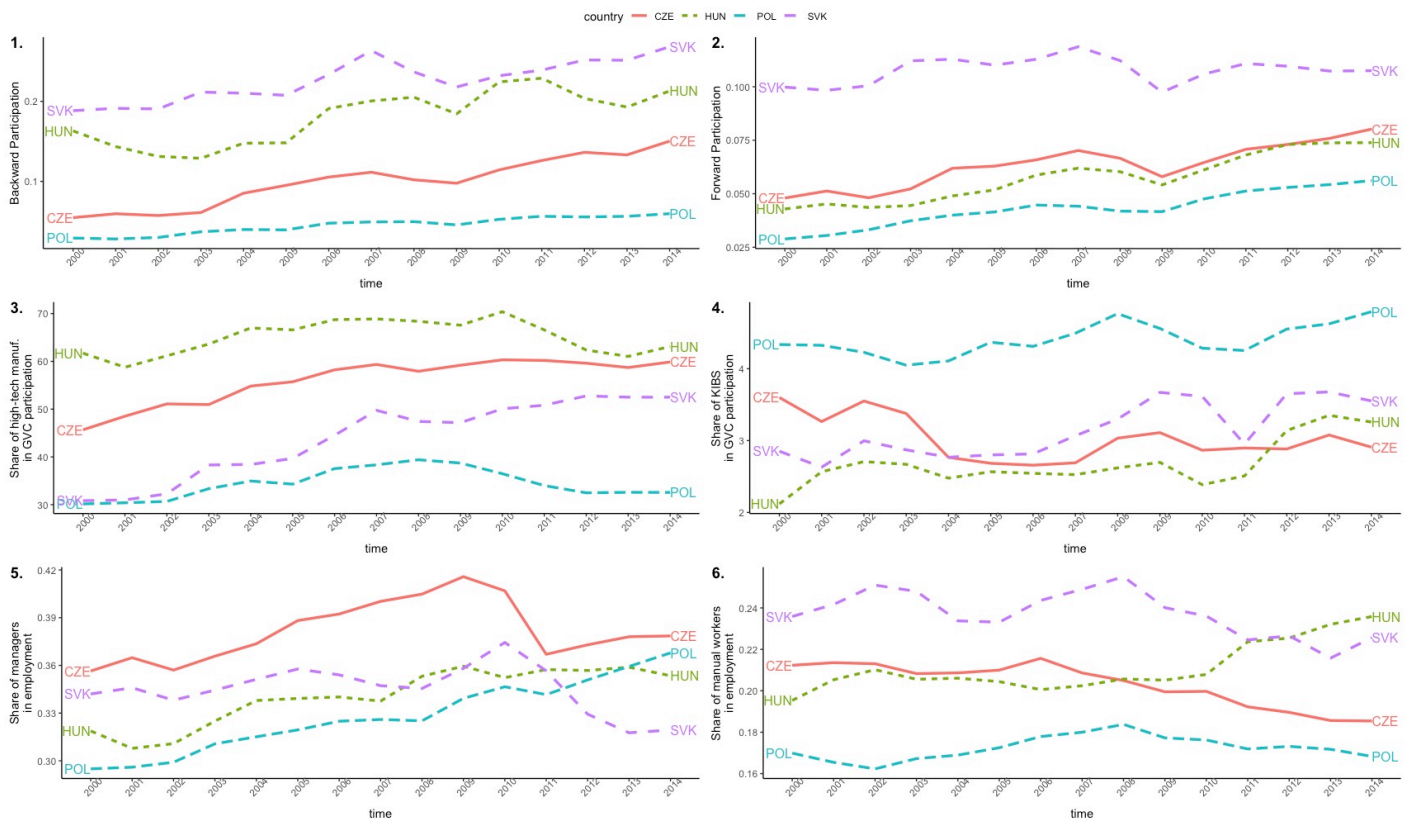 country CZE HUN POL SVK
1.
Backward Participation
0.2
0.1
SVK
HUN
CZE
POL
SVK
HUN
CZE
POL
2000 2001 2002 2003 2004 2005 2006 2007 2008 2009 2010 2011 2012 2013 2014
time
2.
Forward Participation
0.100
0.075
0.050
0.025
SVK
CZE
HUN
POL
SVK
CZE
HUN
POL
2000 2001 2002 2003 2004 2005 2006 2007 2008 2009 2010 2011 2012 2013 2014
time
3.
Share of high-tech manuf.
in GVC participation
70
60
50
40
30
HUN
CZE
SVK
POL
HUN
CZE
SVK
POL
2000 2001 2002 2003 2004 2005 2006 2007 2008 2009 2010 2011 2012 2013 2014
time
4.
Share of KIBS
in GVC participation
4
3
2
POL
CZE
SVK
HUN
POL
SVK
HUN
CZE
2000 2001 2002 2003 2004 2005 2006 2007 2008 2009 2010 2011 2012 2013 2014
time
5.
Share of managers
in employment
0.42
0.39
0.36
0.33
0.30
CZE
SVK
HUN
POL
CZE
POL
HUN
SVK
2000 2001 2002 2003 2004 2005 2006 2007 2008 2009 2010 2011 2012 2013 2014
time
6.
Share of manual workers
in employment
0.24
0.22
0.20
0.18
0.16
SVK
CZE
HUN
POL
HUN
SVK
CZE
POL
2000 2001 2002 2003 2004 2005 2006 2007 2008 2009 2010 2011 2012 2013 2014
time